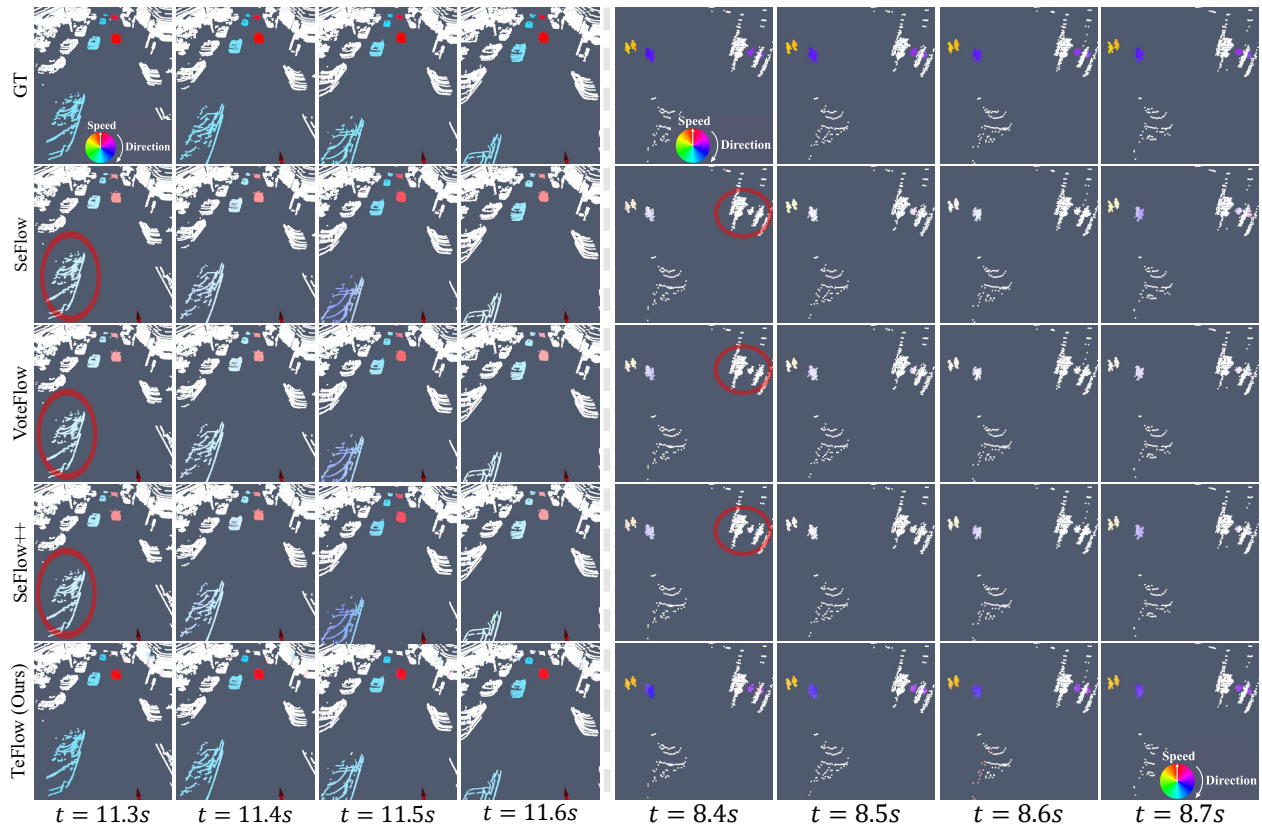 GT
Speed
Direction
Speed
Direction
SeFlow
VoteFlow
SeFlow++
TeFlow (Ours)
Speed
Direction
t = 11.3s
t = 11.4s
t = 11.5s
t = 11.6s
t = 8.4s
t = 8.5s
t = 8.6s
t = 8.7s